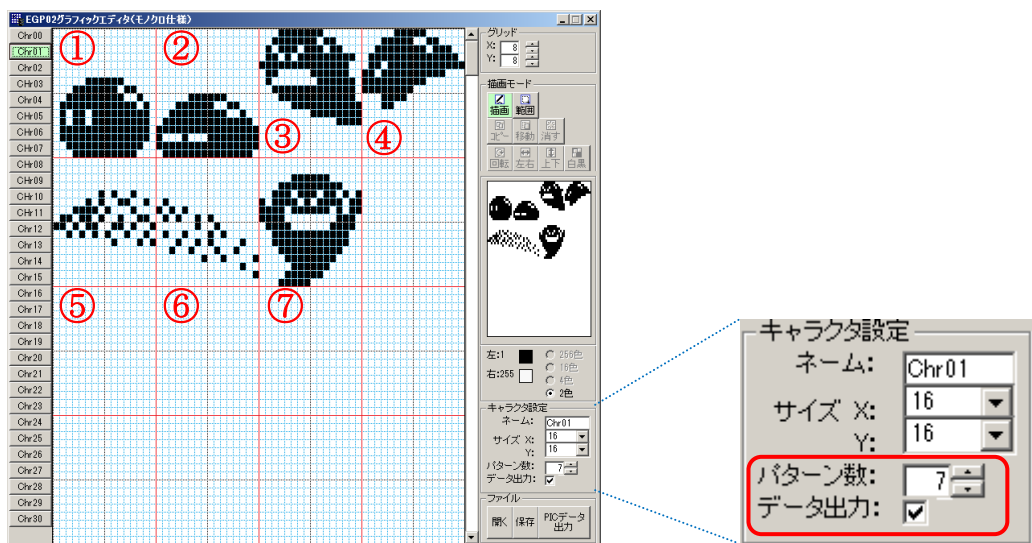 EGP02グラフィックエディタ(モノクロ仕様)
Chr00
Chr01
Chr02
CHr03
Chr04
CHr05
CHr06
CHr07
Chr08
CHr09
CHr10
CHr11
Chr12
Chr13
Chr14
Chr15
Chr16
Chr17
Chr18
Chr19
Chr20
Chr21
Chr22
Chr23
Chr24
Chr25
Chr26
Chr27
Chr28
Chr29
Chr30
①
②
③
④
⑤
⑥
⑦
グリッド
X: 8
Y: 8
描画モード
描画 範囲
コピー 移動 消す
回転 左右 上下 白黒
左:1
右:255
256色
16色
4色
2色
キャラクタ設定
ネーム: Chr01
サイズ X: 16
Y: 16
パターン数: 7
データ出力:
ファイル
開く 保存 PICデータ
出力
キャラクタ設定
ネーム: Chr01
サイズ X: 16
Y: 16
パターン数: 7
データ出力: